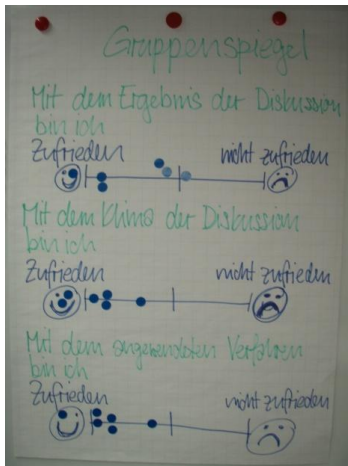 Gruppenspiegel
Mit dem Ergebnis der Diskussion
bin ich
Zufrieden nicht zufrieden
Mit dem Klima der Diskussion
bin ich
Zufrieden nicht zufrieden
Mit dem angewendeten Verfahren
bin ich
Zufrieden nicht zufrieden